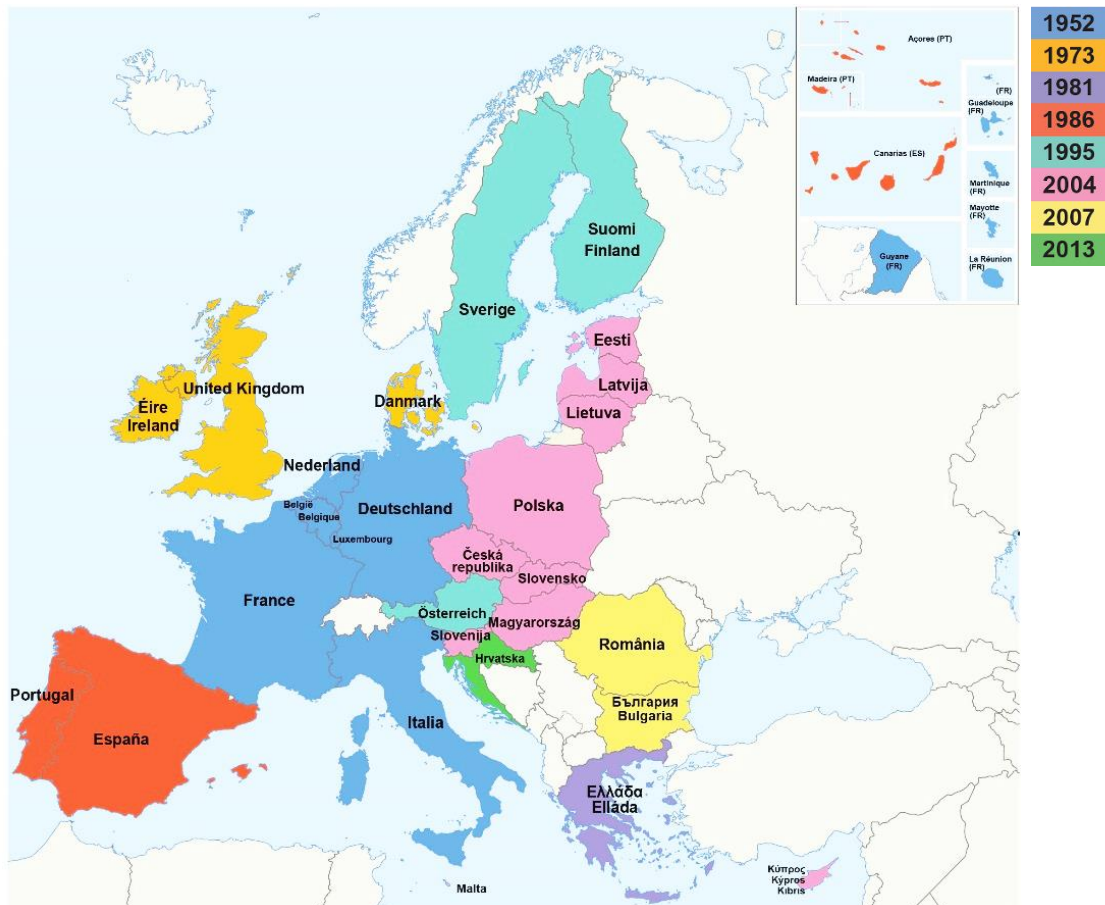 1952
1973
1981
1986
1995
2004
2007
2013
Açores (PT)
Madeira (PT)
(FR)
Guadeloupe
(FR)
Canarias (ES)
Martinique
(FR)
Mayotte
(FR)
Guyane
(FR)
La Réunion
(FR)
Suomi
Finland
Sverige
Eesti
Latvija
Lietuva
United Kingdom
Éire
Ireland
Danmark
Nederland
België
Belgique
Luxembourg
Deutschland
Polska
Česká
republika
Slovensko
France
Österreich
Magyarország
Slovenija
Hrvatska
România
България
Bulgaria
Portugal
España
Italia
Ελλάδα
Elláda
Malta
Κύπρος
Kýpros
Kıbrıs